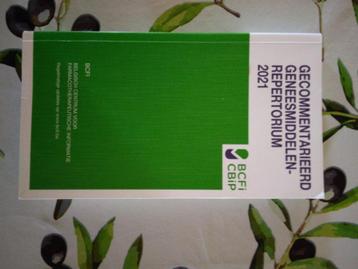 GECOMMENTARIEERD
GENEESMIDDELEN-
REPERTORIUM
2021
BCFi
CBiP
BCFI
BELGISCH CENTRUM VOOR
FARMACOTHERAPEUTISCHE INFORMATIE